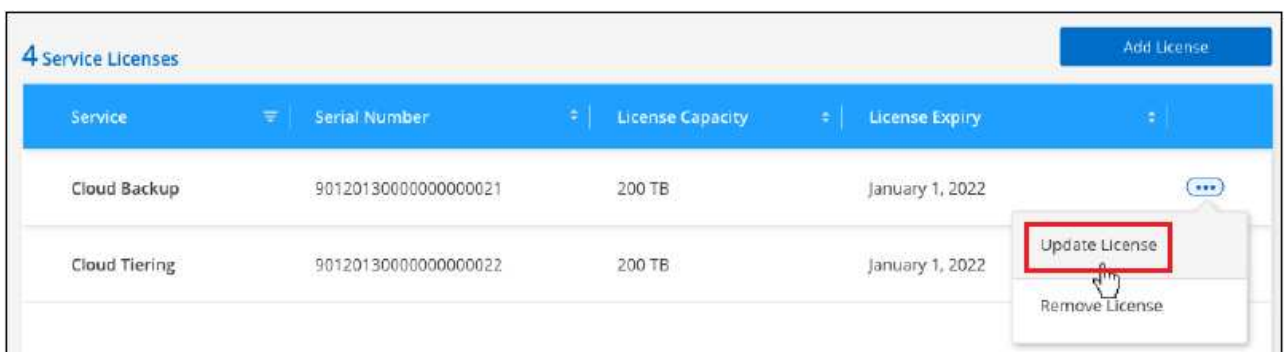 4 Service Licenses
Add License
Service Serial Number License Capacity License Expiry
Cloud Backup 90120130000000000021 200 TB January 1, 2022
Update License
Cloud Tiering 90120130000000000022 200 TB January 1, 2022
Remove License